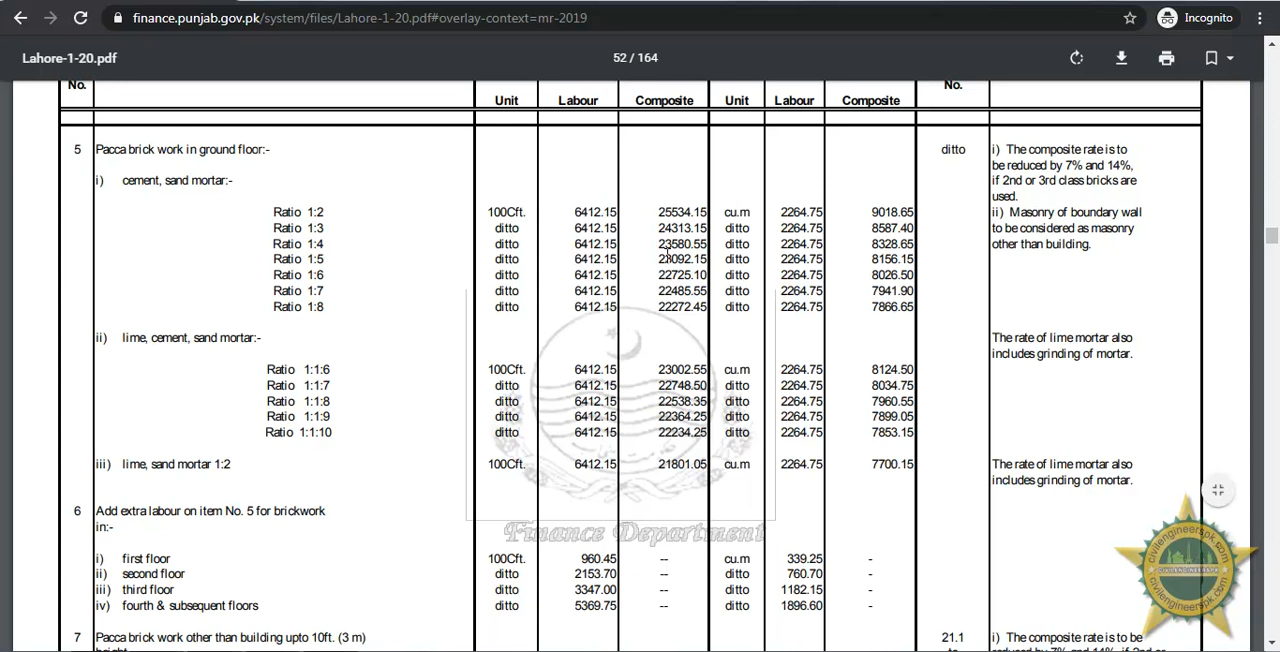 finance.punjab.gov.pk/system/files/Lahore-1-20.pdf#overlay-context=mr-2019
Incognito
Lahore-1-20.pdf
52 / 164
No. Unit Labour Composite Unit Labour Composite No.
5 Pacca brick work in ground floor:- ditto i) The composite rate is to
be reduced by 7% and 14%,
i) cement, sand mortar:- if 2nd or 3rd class bricks are
used.
Ratio 1:2 100Cft. 6412.15 25534.15 cu.m 2264.75 9018.65 ii) Masonry of boundary wall
Ratio 1:3 ditto 6412.15 24313.15 ditto 2264.75 8587.40 to be considered as masonry
Ratio 1:4 ditto 6412.15 23580.55 ditto 2264.75 8328.65 other than building.
Ratio 1:5 ditto 6412.15 23092.15 ditto 2264.75 8156.15
Ratio 1:6 ditto 6412.15 22725.10 ditto 2264.75 8026.50
Ratio 1:7 ditto 6412.15 22485.55 ditto 2264.75 7941.90
Ratio 1:8 ditto 6412.15 22272.45 ditto 2264.75 7866.65
ii) lime, cement, sand mortar:- The rate of lime mortar also
includes grinding of mortar.
Ratio 1:1:6 100Cft. 6412.15 23002.55 cu.m 2264.75 8124.50
Ratio 1:1:7 ditto 6412.15 22748.50 ditto 2264.75 8034.75
Ratio 1:1:8 ditto 6412.15 22538.35 ditto 2264.75 7960.55
Ratio 1:1:9 ditto 6412.15 22364.25 ditto 2264.75 7899.05
Ratio 1:1:10 ditto 6412.15 22234.25 ditto 2264.75 7853.15
iii) lime, sand mortar 1:2 100Cft. 6412.15 21801.05 cu.m 2264.75 7700.15 The rate of lime mortar also
includes grinding of mortar.
6 Add extra labour on item No. 5 for brickwork
in:-
Finance Department
i) first floor 100Cft. 960.45 -- cu.m 339.25 -
ii) second floor ditto 2153.70 -- ditto 760.70 -
iii) third floor ditto 3347.00 -- ditto 1182.15 -
iv) fourth & subsequent floors ditto 5369.75 -- ditto 1896.60 -
civilengineerspk.com
CIVILENGINEERSPK
civilengineerspk.com
7 Pacca brick work other than building upto 10ft. (3 m) 21.1 i) The composite rate is to be
height. to reduced by 7% and 14%, if 2nd or